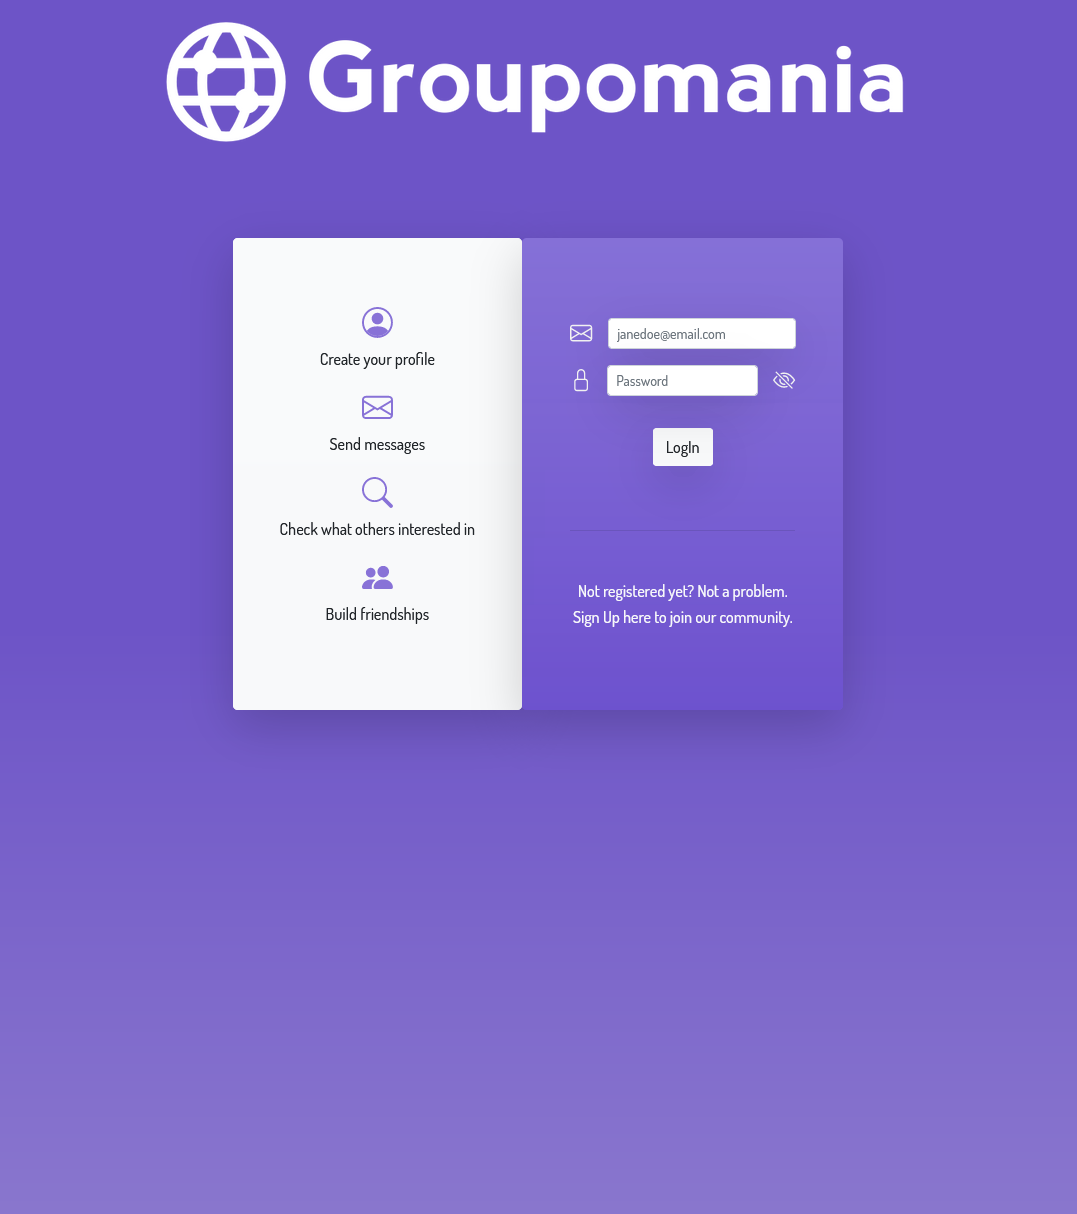 Groupomania
Create your profile
Send messages
Check what others interested in
Build friendships
janedoe@email.com
Password
LogIn
Not registered yet? Not a problem.
Sign Up here to join our community.